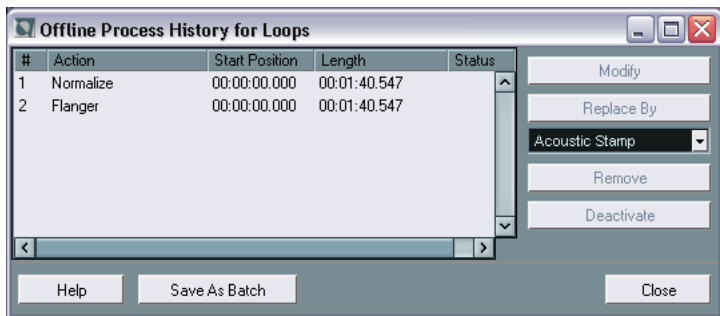 Offline Process History for Loops
# Action Start Position Length Status
1 Normalize 00:00:00.000 00:01:40.547
2 Flanger 00:00:00.000 00:01:40.547
Modify
Replace By
Acoustic Stamp
Remove
Deactivate
Help Save As Batch Close